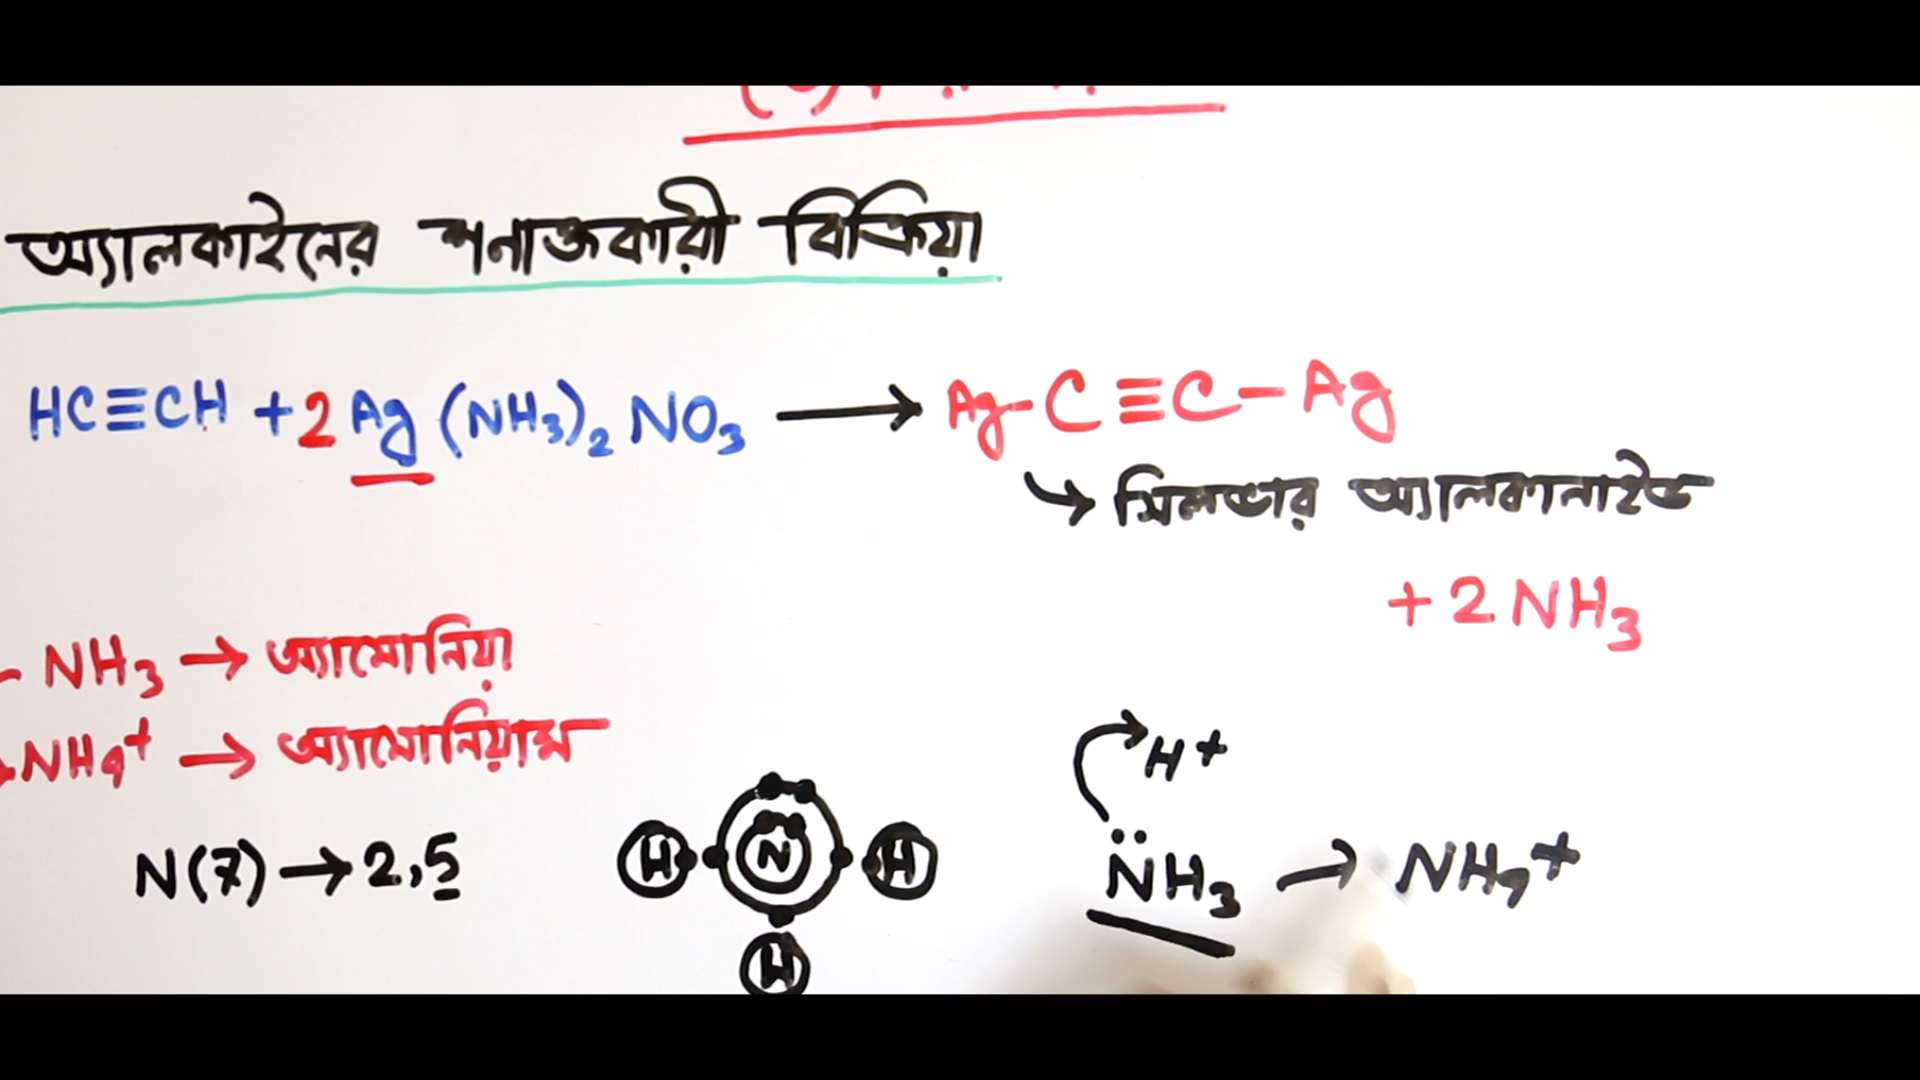 অ্যালকাইনের শনাক্তকারী বিক্রিয়া
HC≡CH + 2 Ag (NH₃)₂ NO₃ ⟶ Ag-C≡C-Ag
↳ সিলভার অ্যালকানাইড
+ 2 NH₃
NH₃ → অ্যামোনিয়া
NH₄⁺ → অ্যামোনিয়াম
H⁺
N(7) → 2,5
H N H
N̈H₃ → NH₄⁺
H